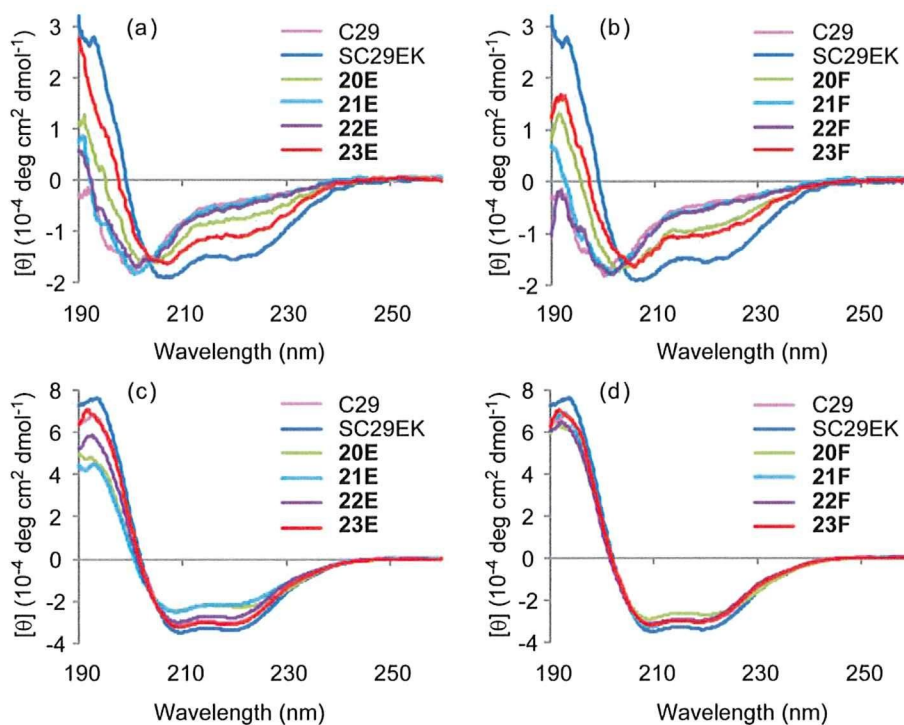 (a)
C29
SC29EK
20E
21E
22E
23E
3
2
1
0
-1
-2
[θ] (10⁻⁴ deg cm² dmol⁻¹)
190 210 230 250
Wavelength (nm)
(b)
C29
SC29EK
20F
21F
22F
23F
3
2
1
0
-1
-2
[θ] (10⁻⁴ deg cm² dmol⁻¹)
190 210 230 250
Wavelength (nm)
(c)
C29
SC29EK
20E
21E
22E
23E
8
6
4
2
0
-2
-4
[θ] (10⁻⁴ deg cm² dmol⁻¹)
190 210 230 250
Wavelength (nm)
(d)
C29
SC29EK
20F
21F
22F
23F
8
6
4
2
0
-2
-4
[θ] (10⁻⁴ deg cm² dmol⁻¹)
190 210 230 250
Wavelength (nm)